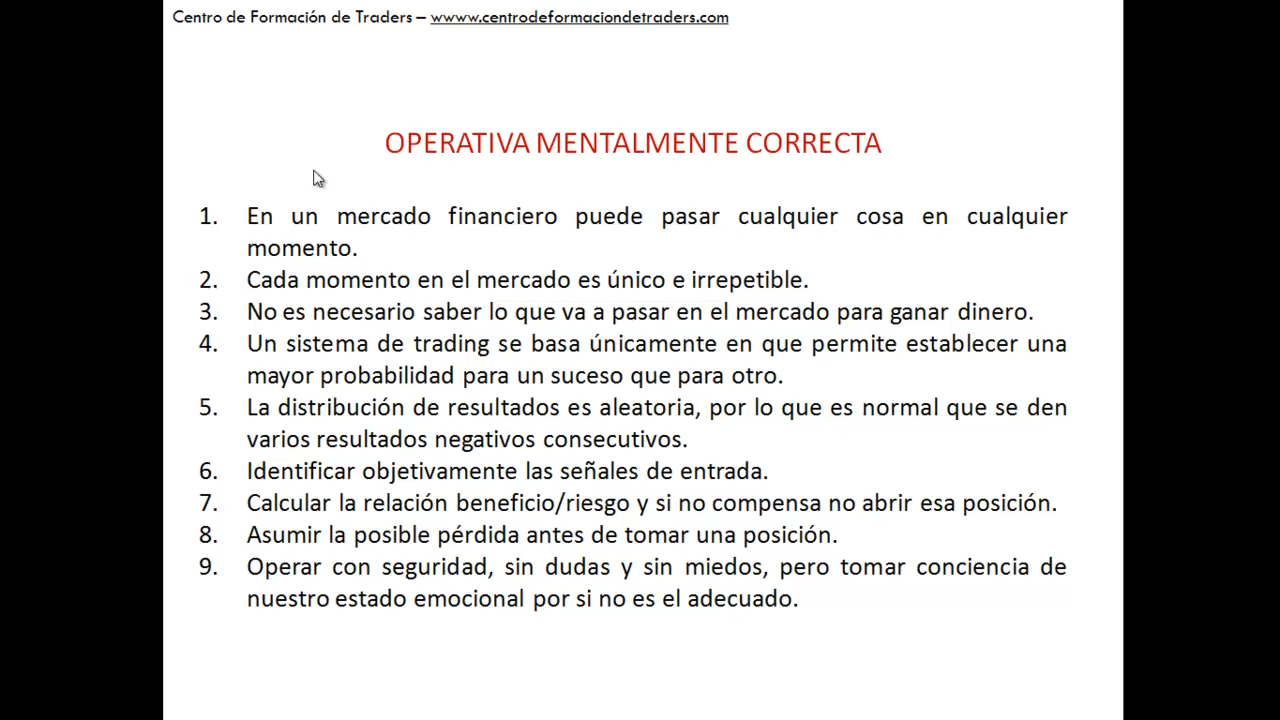 Centro de Formación de Traders – wwww.centrodeformaciondetraders.com
OPERATIVA MENTALMENTE CORRECTA
1. En un mercado financiero puede pasar cualquier cosa en cualquier
momento.
2. Cada momento en el mercado es único e irrepetible.
3. No es necesario saber lo que va a pasar en el mercado para ganar dinero.
4. Un sistema de trading se basa únicamente en que permite establecer una
mayor probabilidad para un suceso que para otro.
5. La distribución de resultados es aleatoria, por lo que es normal que se den
varios resultados negativos consecutivos.
6. Identificar objetivamente las señales de entrada.
7. Calcular la relación beneficio/riesgo y si no compensa no abrir esa posición.
8. Asumir la posible pérdida antes de tomar una posición.
9. Operar con seguridad, sin dudas y sin miedos, pero tomar conciencia de
nuestro estado emocional por si no es el adecuado.